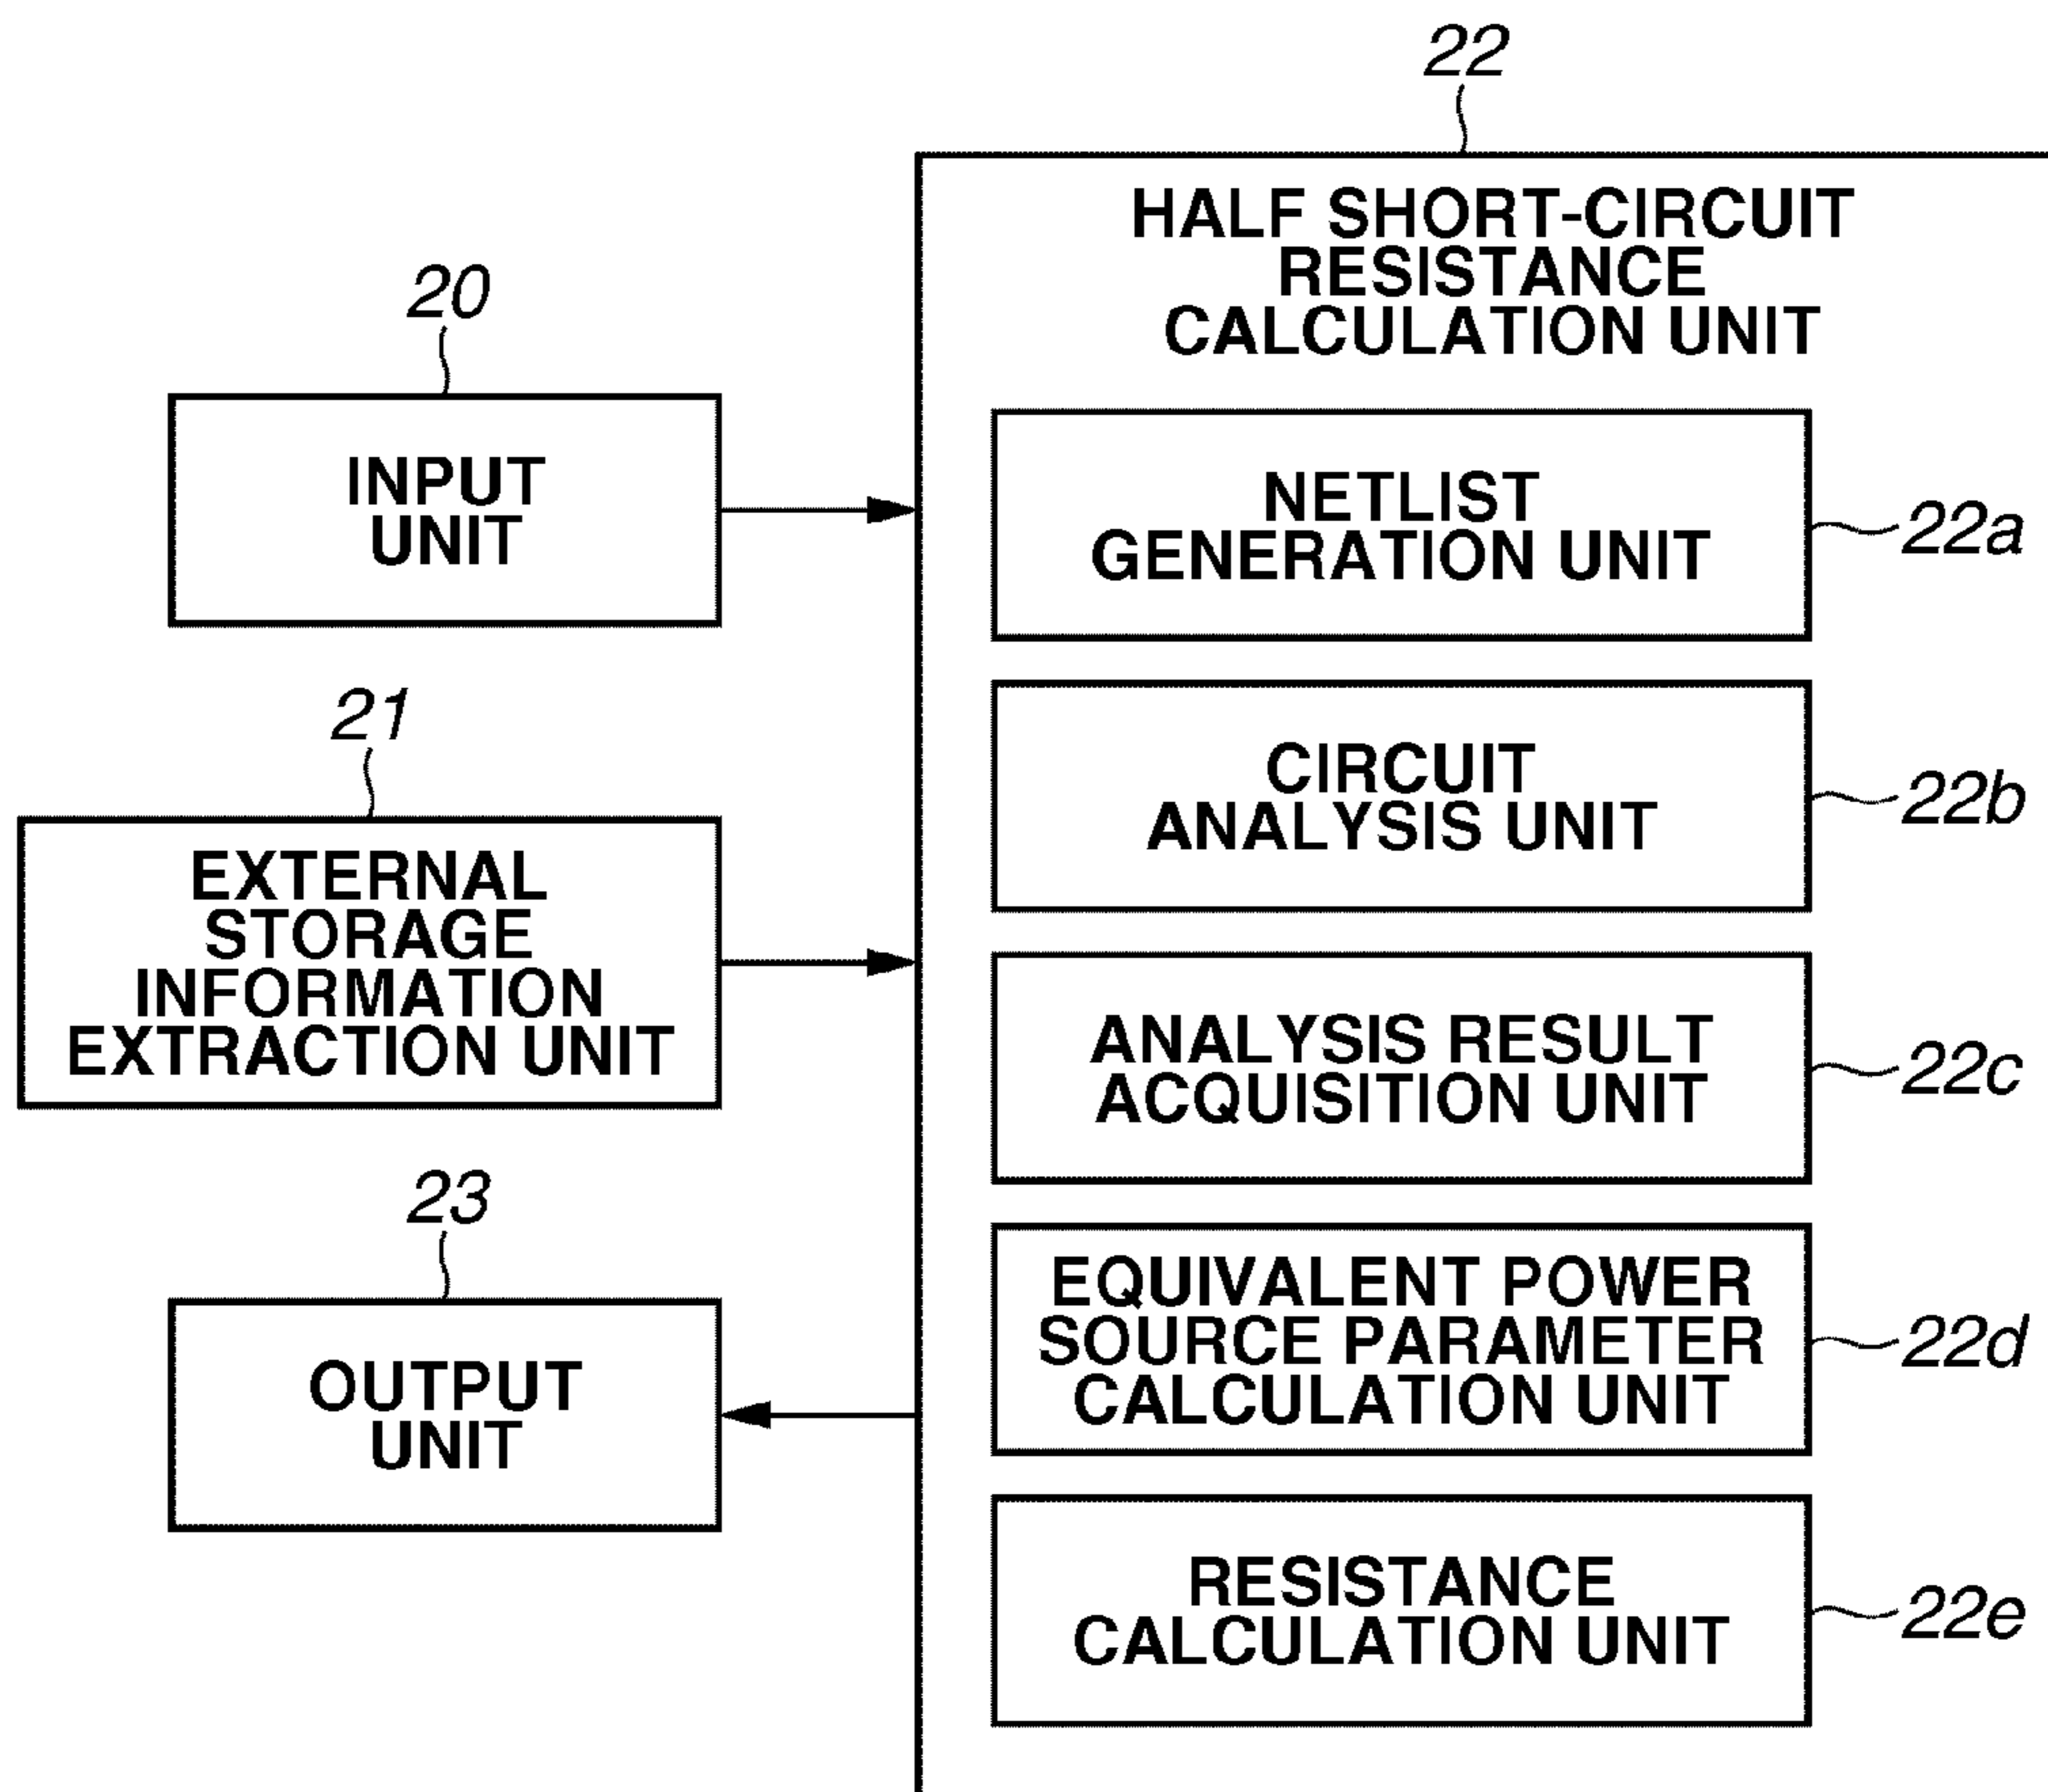 22
HALF SHORT-CIRCUIT
RESISTANCE
CALCULATION UNIT
20
INPUT
UNIT
NETLIST
GENERATION UNIT
22a
21
EXTERNAL
STORAGE
INFORMATION
EXTRACTION UNIT
CIRCUIT
ANALYSIS UNIT
22b
ANALYSIS RESULT
ACQUISITION UNIT
22c
23
OUTPUT
UNIT
EQUIVALENT POWER
SOURCE PARAMETER
CALCULATION UNIT
22d
RESISTANCE
CALCULATION UNIT
22e